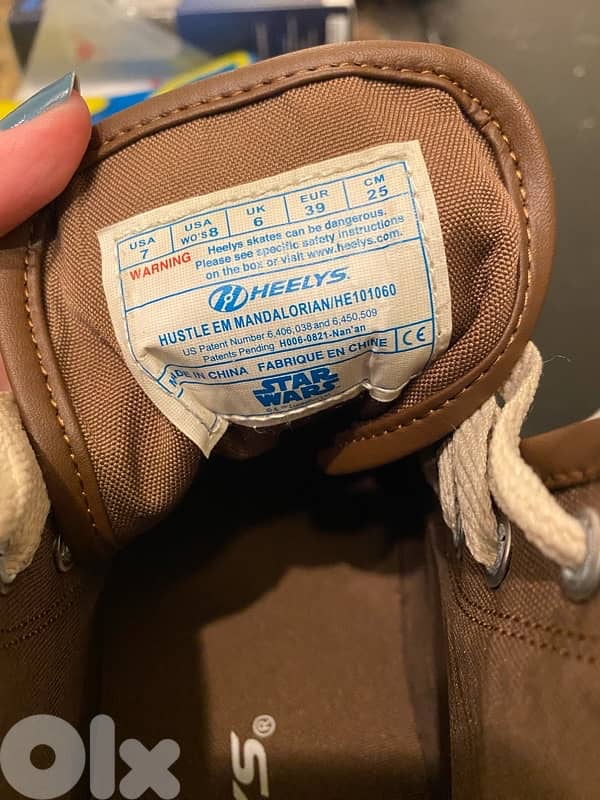 USA 7
USA WO'S 8
UK 6
EUR 39
CM 25
WARNING Heelys skates can be dangerous.
Please see specific safety instructions
on the box or visit www.heelys.com.
HEELYS.
HUSTLE EM MANDALORIAN/HE101060
US Patent Number 6,406,038 and 6,450,509
Patents Pending H006-0821-Nan'an
MADE IN CHINA FABRIQUE EN CHINE CE
STAR
WARS
YS®
olx